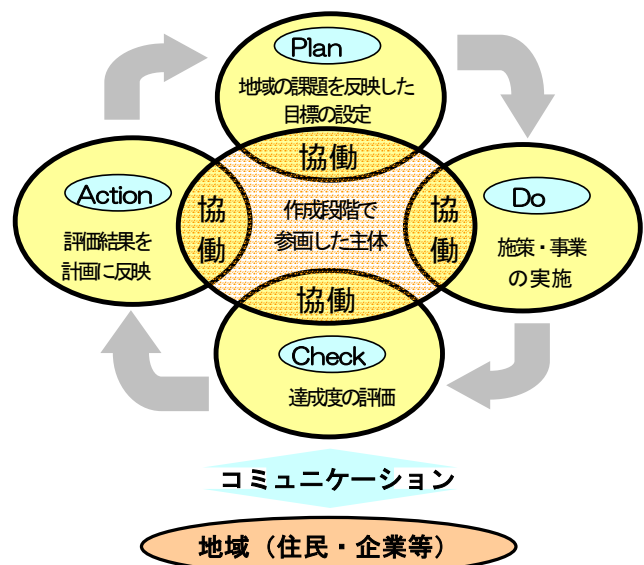 Plan
地域の課題を反映した
目標の設定
協働
Action
評価結果を
計画に反映
協
働
作成段階で
参画した主体
協
働
Do
施策・事業
の実施
協働
Check
達成度の評価
コミュニケーション
地域（住民・企業等）